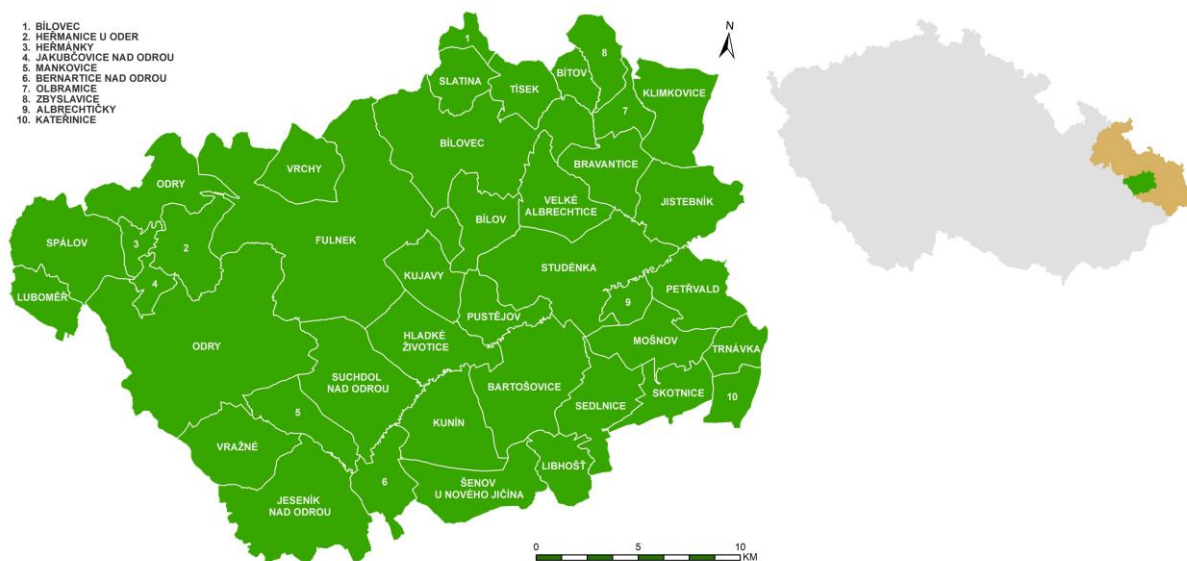 1. BÍLOVEC
2. HEŘMANICE U ODER
3. HEŘMÁNKY
4. JAKUBČOVICE NAD ODROU
5. MANKOVICE
6. BERNARTICE NAD ODROU
7. OLBRAMICE
8. ZBYSLAVICE
9. ALBRECHTIČKY
10. KATEŘINICE
N
1
8
SLATINA
BÍTOV
TÍSEK
KLIMKOVICE
7
BÍLOVEC
VRCHY
BRAVANTICE
ODRY
VELKÉ
ALBRECHTICE
JISTEBNÍK
BÍLOV
SPÁLOV
3
2
FULNEK
STUDÉNKA
KUJAVY
4
PETŘVALD
LUBOMĚŘ
9
PUSTĚJOV
HLADKÉ
ŽIVOTICE
MOŠNOV
TRNÁVKA
ODRY
SUCHDOL
NAD ODROU
BARTOŠOVICE
SKOTNICE
10
SEDLNICE
5
KUNÍN
VRAŽNÉ
LIBHOŠŤ
6
ŠENOV
U NOVÉHO JIČÍNA
JESENÍK
NAD ODROU
0 5 10
KM